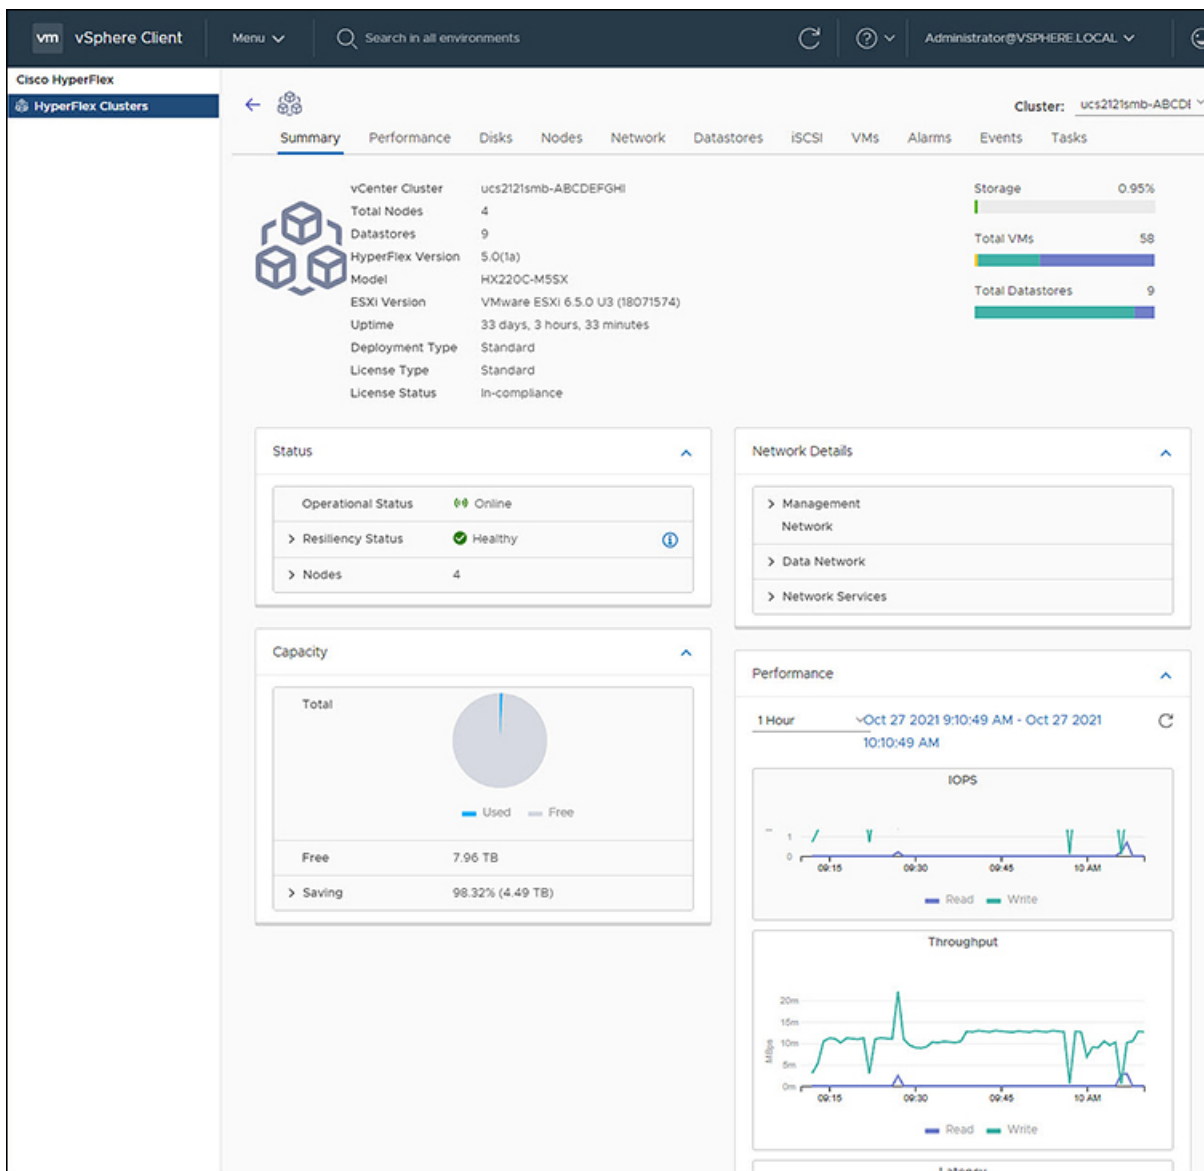 vm vSphere Client Menu Search in all environments Administrator@VSPHERE.LOCAL
Cisco HyperFlex
HyperFlex Clusters
Cluster: ucs2121smb-ABCDE
Summary Performance Disks Nodes Network Datastores iSCSI VMs Alarms Events Tasks
vCenter Cluster ucs2121smb-ABCDEFGHI
Total Nodes 4
Datastores 9
HyperFlex Version 5.0(1a)
Model HX220C-M5SX
ESXi Version VMware ESXi 6.5.0 U3 (18071574)
Uptime 33 days, 3 hours, 33 minutes
Deployment Type Standard
License Type Standard
License Status In-compliance
Storage 0.95%
Total VMs 58
Total Datastores 9
Status
Operational Status Online
Resiliency Status Healthy
Nodes 4
Network Details
Management
Network
Data Network
Network Services
Capacity
Total
Used Free
Free 7.96 TB
Saving 98.32% (4.49 TB)
Performance
1 Hour Oct 27 2021 9:10:49 AM - Oct 27 2021
10:10:49 AM
IOPS
1
0
09:15 09:30 09:45 10 AM
Read Write
Throughput
MBps
20m
15m
10m
5m
0m
09:15 09:30 09:45 10 AM
Read Write
Latency